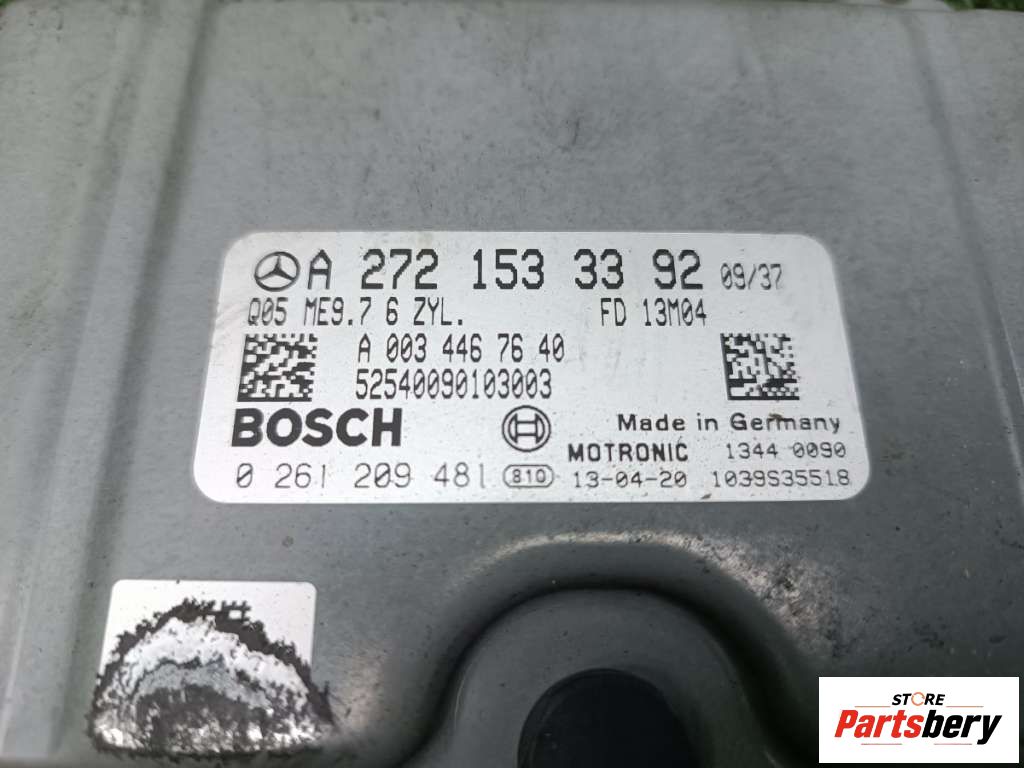 A 272 153 33 92 09/37
Q05 ME9.7 6 ZYL. FD 13M04
A 003 446 76 40
52540090103003
BOSCH
Made in Germany
MOTRONIC 1344 0090
0 261 209 481 810 13-04-20 1039S35518
STORE
Partsbery